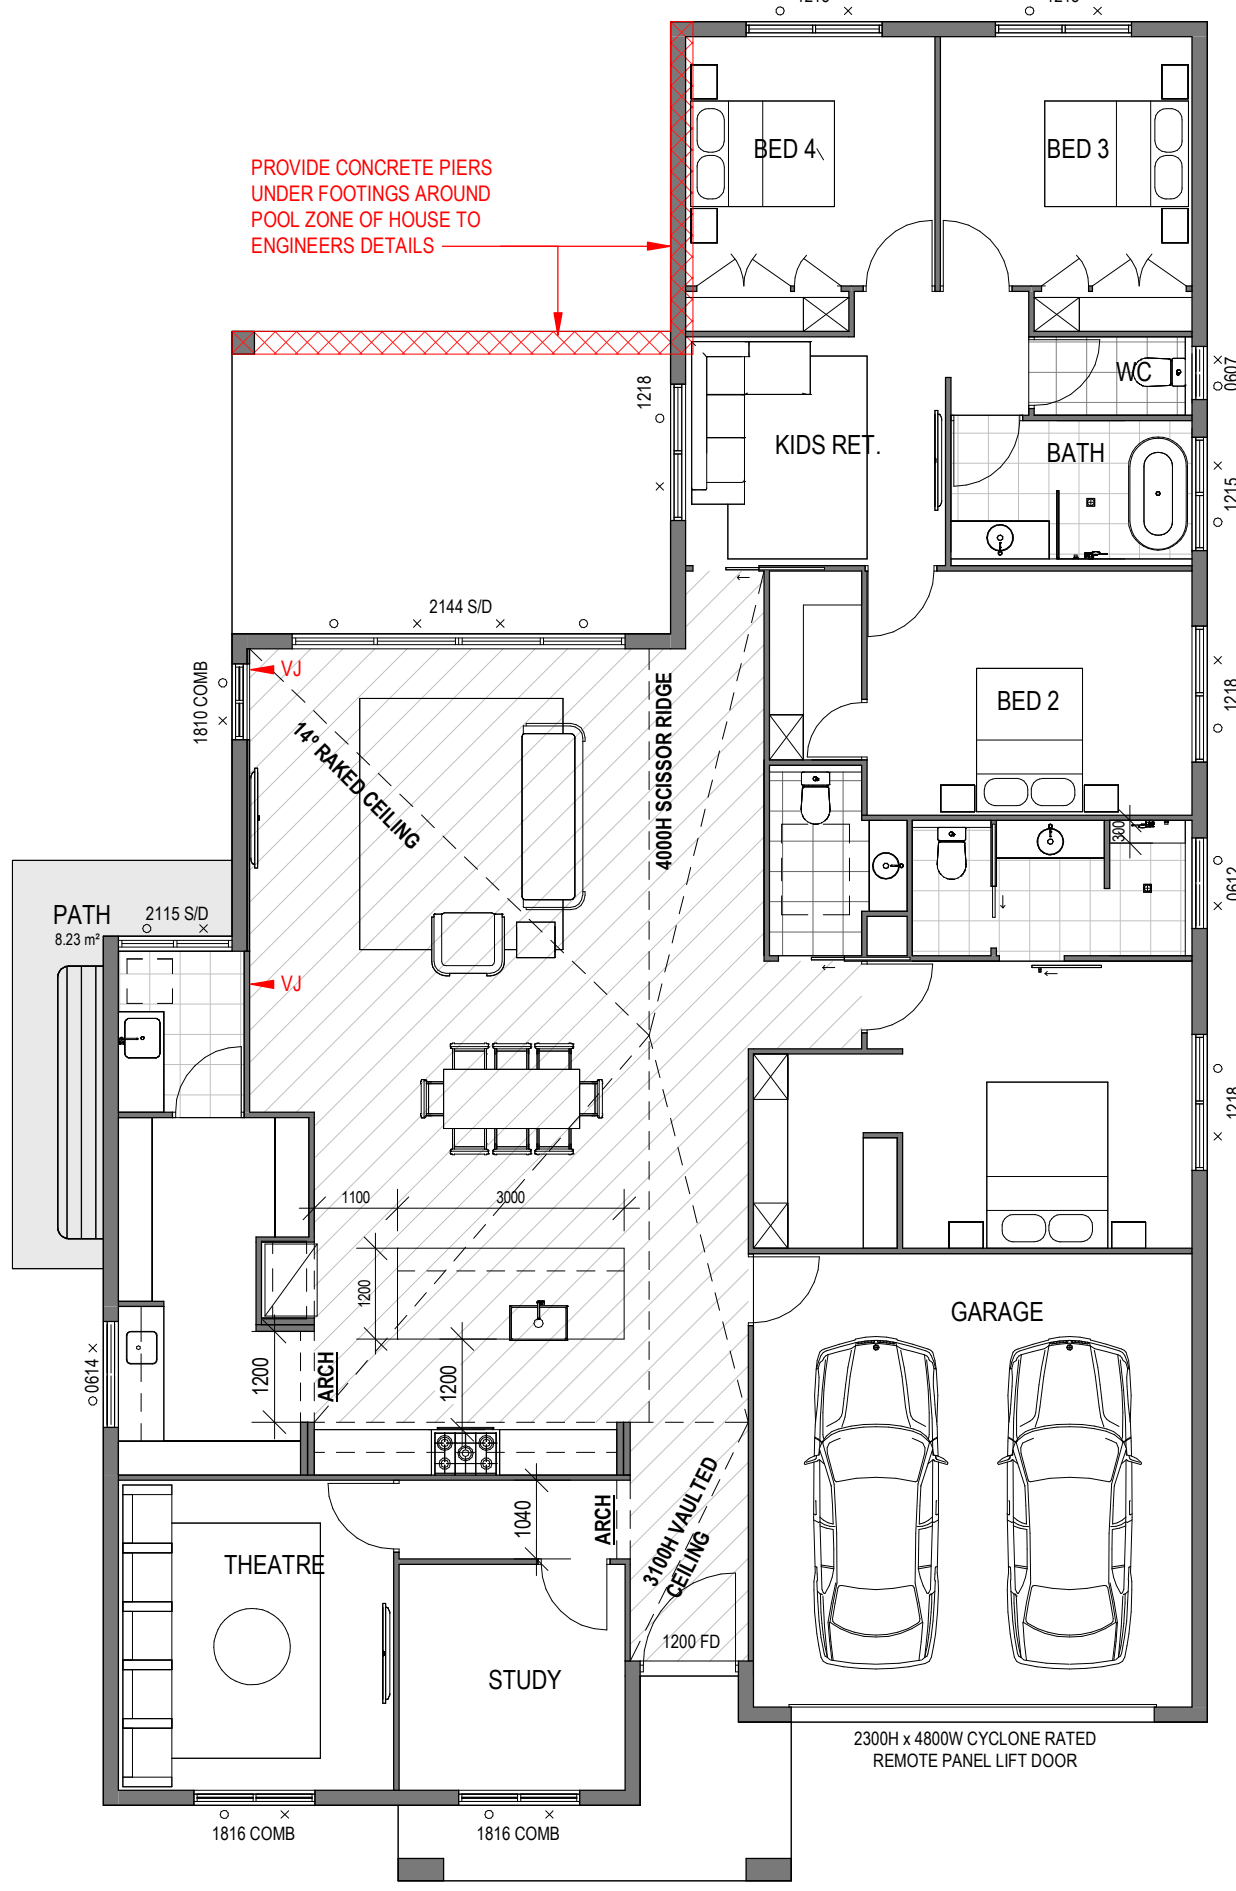 PROVIDE CONCRETE PIERS
UNDER FOOTINGS AROUND
POOL ZONE OF HOUSE TO
ENGINEERS DETAILS
BED 4
BED 3
WC
0607
1218
KIDS RET.
BATH
1215
2144 S/D
1810 COMB
VJ
14° RAKED CEILING
4000H SCISSOR RIDGE
BED 2
1218
300
0612
PATH
8.23 m²
2115 S/D
VJ
1218
1100
3000
1200
GARAGE
0614
1200
ARCH
1200
3100H VAULTED
CEILING
1040
ARCH
THEATRE
STUDY
1200 FD
2300H x 4800W CYCLONE RATED
REMOTE PANEL LIFT DOOR
1816 COMB
1816 COMB